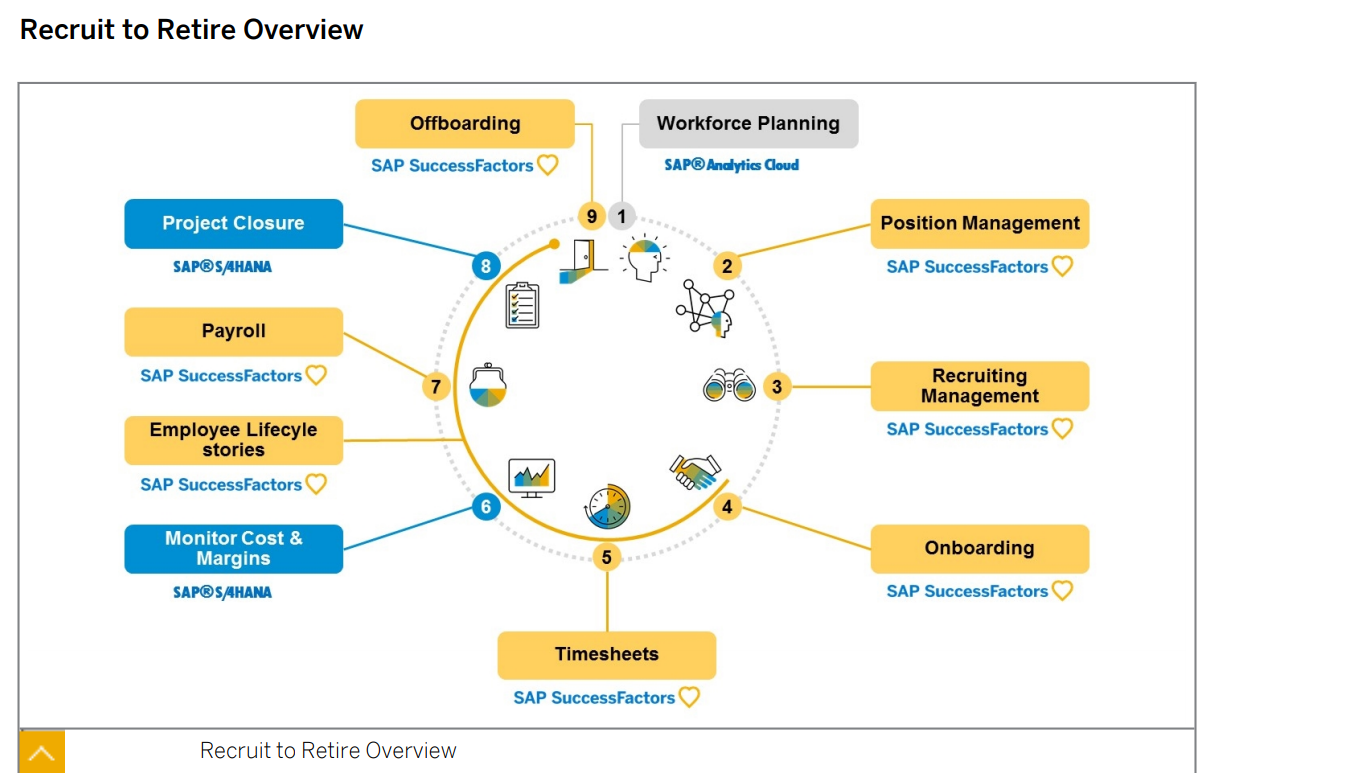 Recruit to Retire Overview
Offboarding
SAP SuccessFactors
Workforce Planning
SAP® Analytics Cloud
Project Closure
SAP® S/4HANA
9
1
Position Management
SAP SuccessFactors
8
2
Payroll
SAP SuccessFactors
7
3
Recruiting
Management
SAP SuccessFactors
Employee Lifecyle
stories
SAP SuccessFactors
6
4
Monitor Cost &
Margins
SAP® S/4HANA
Onboarding
SAP SuccessFactors
5
Timesheets
SAP SuccessFactors
Recruit to Retire Overview